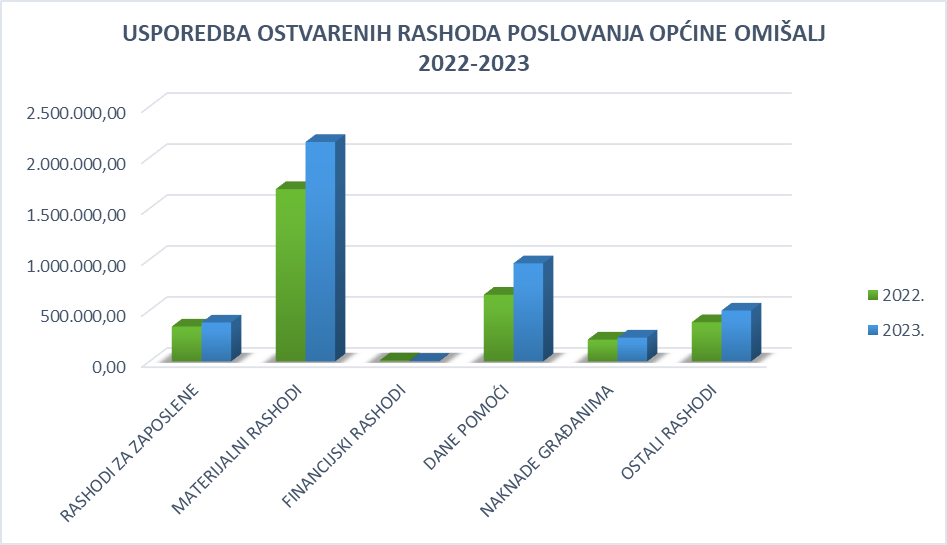 USPOREDBA OSTVARENIH RASHODA POSLOVANJA OPĆINE OMIŠALJ
2022-2023
2.500.000,00
2.000.000,00
1.500.000,00
1.000.000,00
500.000,00
0,00
RASHODI ZA ZAPOSLENE
MATERIJALNI RASHODI
FINANCIJSKI RASHODI
DANE POMOĆI
NAKNADE GRAĐANIMA
OSTALI RASHODI
2022.
2023.